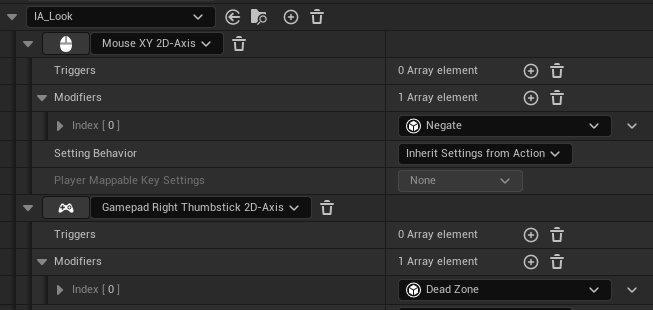 IA_Look
Mouse XY 2D-Axis
Triggers 0 Array element
Modifiers 1 Array element
Index [ 0 ] Negate
Setting Behavior Inherit Settings from Action
Player Mappable Key Settings None
Gamepad Right Thumbstick 2D-Axis
Triggers 0 Array element
Modifiers 1 Array element
Index [ 0 ] Dead Zone